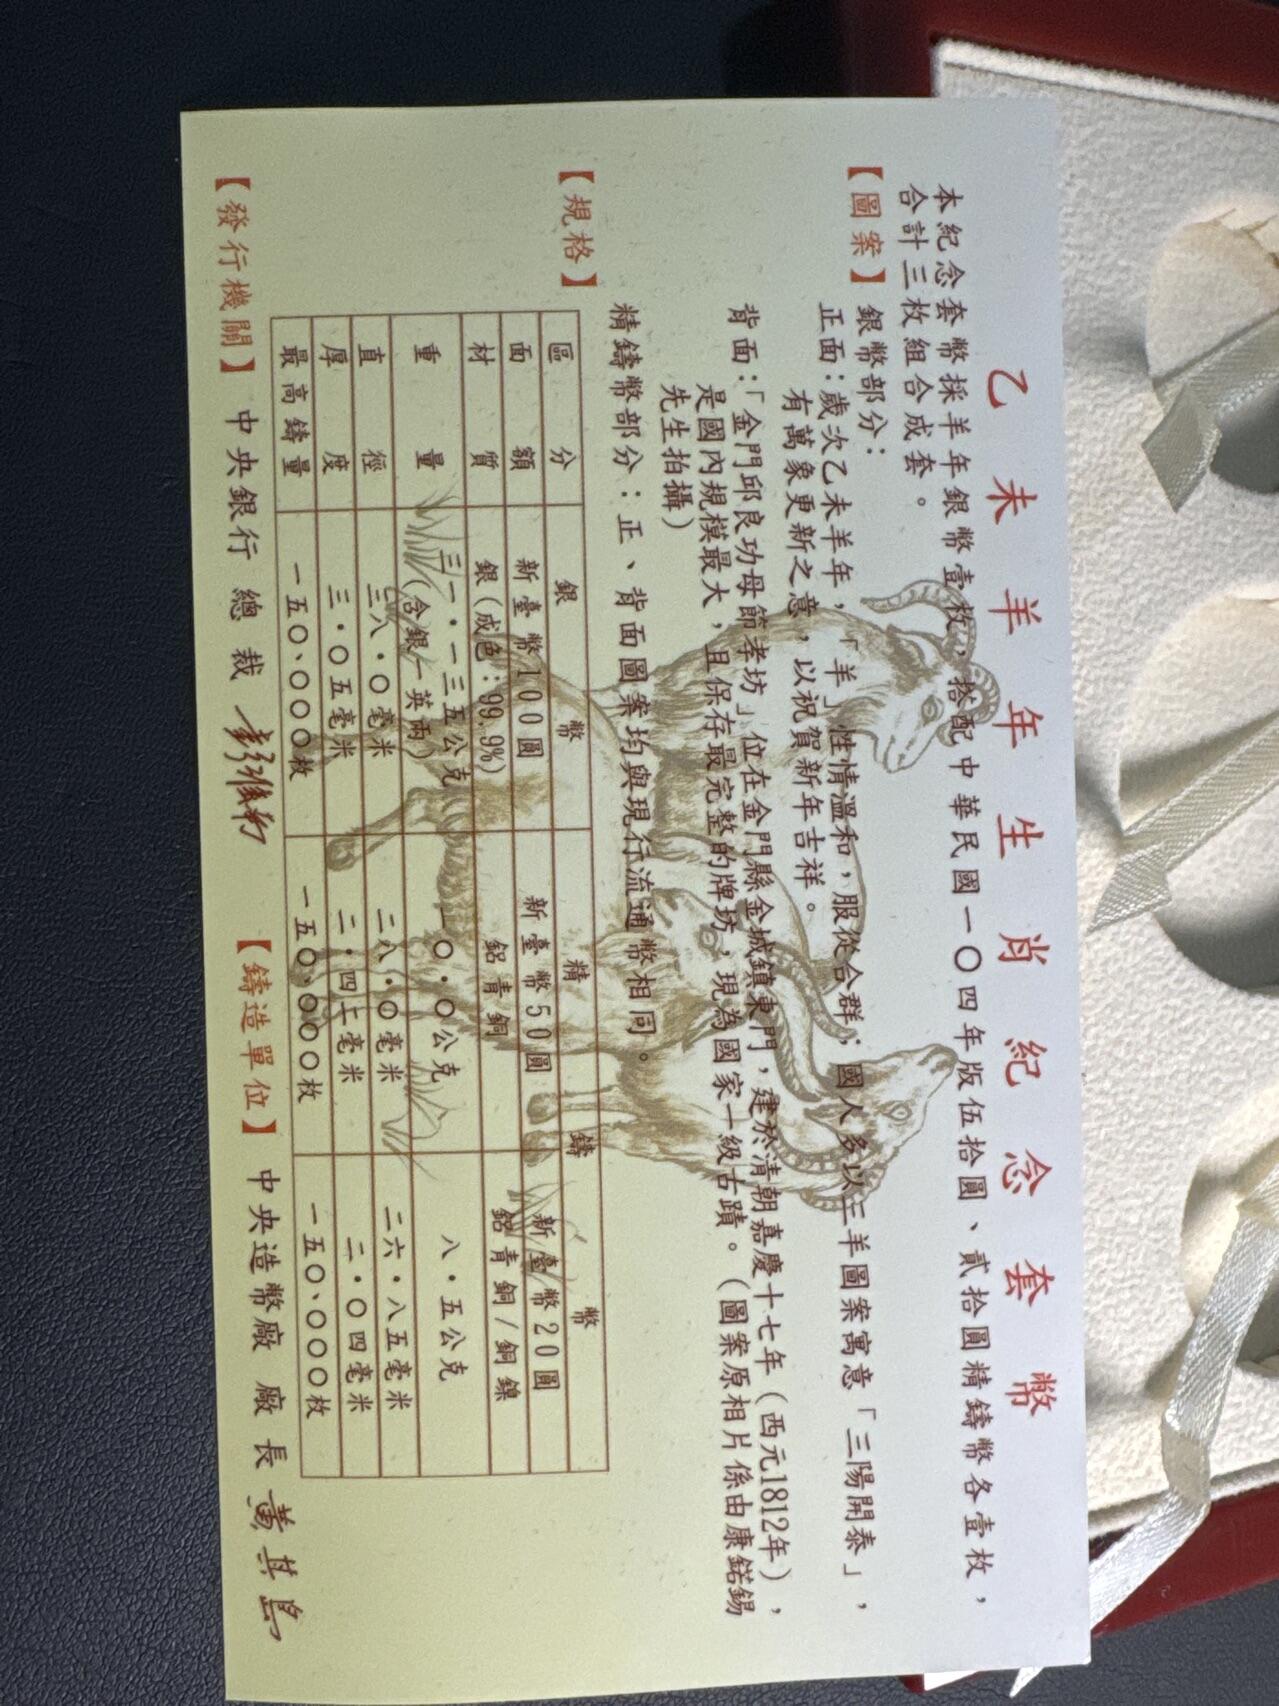 乙未羊年生肖紀念套幣
本紀念套幣採羊年銀幣壹枚，搭配中華民國一〇四年版伍拾圓、貳拾圓精鑄幣各壹枚，
合計三枚組合成套。
【圖案】銀幣部分：
正面：歲次乙未羊年，「羊」性情溫和，服從合群；國人多以三羊圖案寓意「三陽開泰」，
有萬象更新之意，以祝賀新年吉祥。
背面：「金門邱良功母節孝坊」位在金門縣金城鎮東門，建於清朝嘉慶十七年（西元1812年），
是國內規模最大，且保存最完整的牌坊，現為國家一級古蹟。（圖案原相片係由康鍩錫
先生拍攝）
精鑄幣部分：正、背面圖案均與現行流通幣相同。
【規格】
區分 銀幣 精鑄幣
面額 新臺幣100圓 新臺幣50圓 新臺幣20圓
材質 銀（成色：99.9%） 鋁青銅 鋁青銅/銅鎳
重量 三一·一三五公克 一〇·〇公克 八·五公克
（含銀一英兩）
直徑 三八·〇毫米 二八·〇毫米 二六·八五毫米
厚度 三·〇五毫米 二·四上毫米 二·〇四毫米
最高鑄量 一五〇、〇〇〇枚 一五〇、〇〇〇枚 一五〇、〇〇〇枚
【發行機關】中央銀行 總裁 彭淮南 【鑄造單位】中央造幣廠 廠長